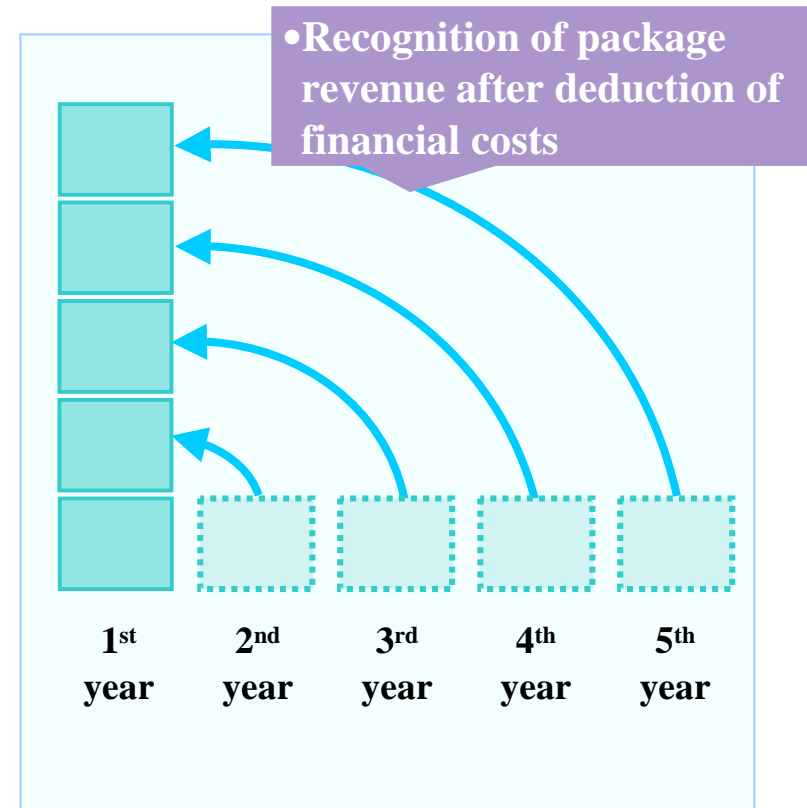 •Recognition of package
revenue after deduction of
financial costs
1st 2nd 3rd 4th 5th
year year year year year